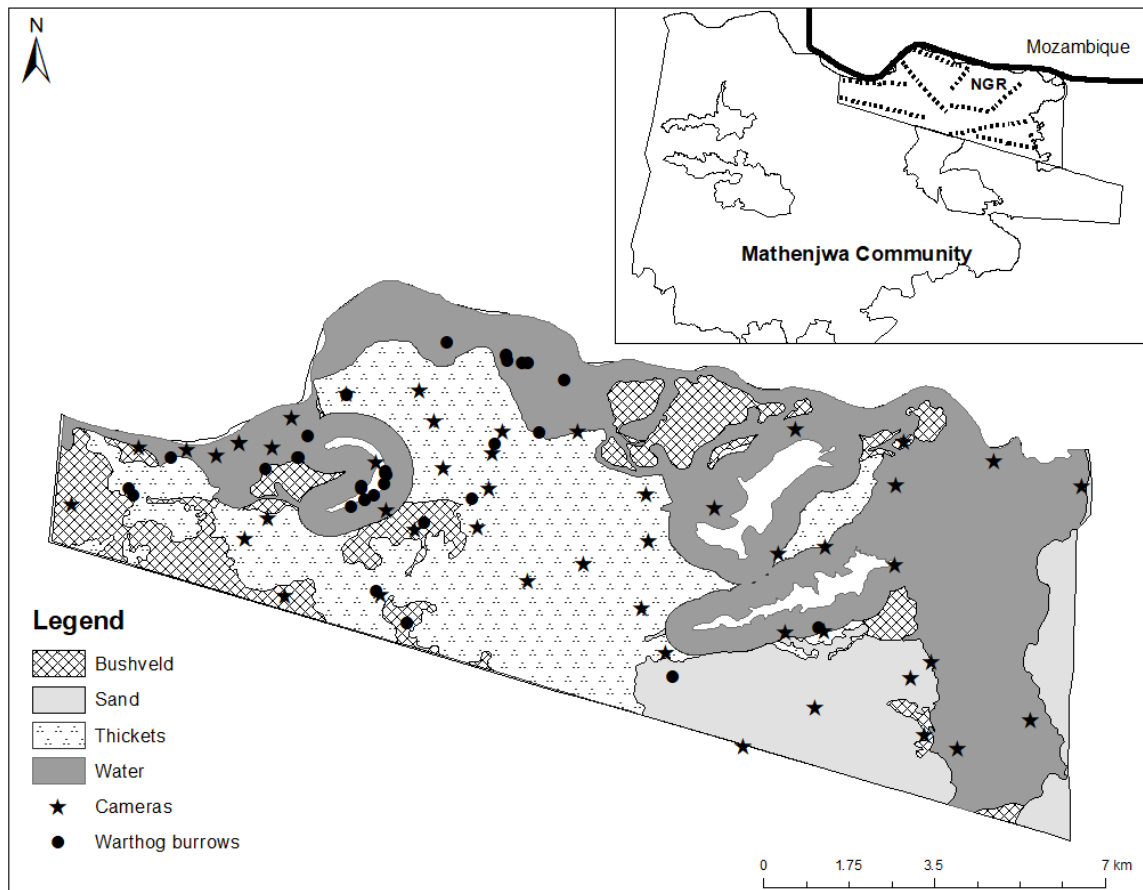 N
Mozambique
NGR
Mathenjwa Community
Legend
Bushveld
Sand
Thickets
Water
Cameras
Warthog burrows
0 1.75 3.5 7 km